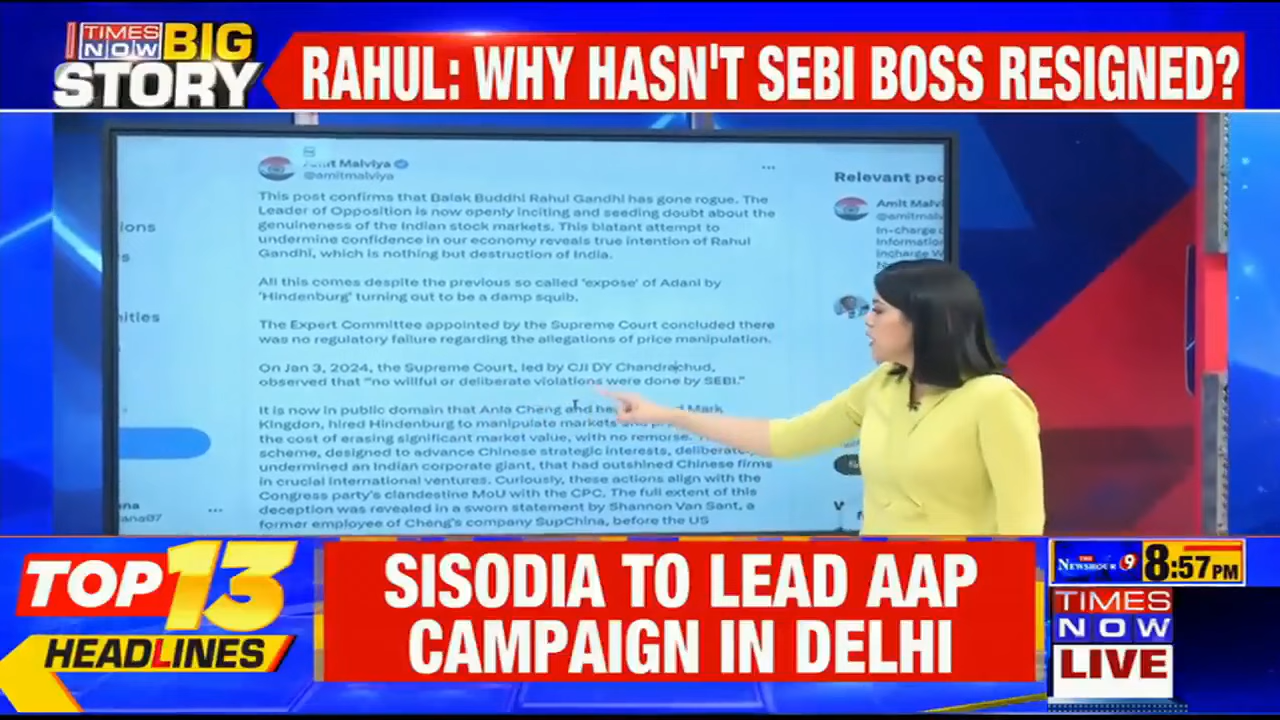 TIMES
NOW
BIG
STORY
RAHUL: WHY HASN'T SEBI BOSS RESIGNED?
Amit Malviya
@amitmalviya
This post confirms that Balak Buddhi Rahul Gandhi has gone rogue. The
Leader of Opposition is now openly inciting and seeding doubt about the
genuineness of the Indian stock markets. This blatant attempt to
undermine confidence in our economy reveals true intention of Rahul
Gandhi, which is nothing but destruction of India.
All this comes despite the previous so called 'expose' of Adani by
'Hindenburg' turning out to be a damp squib.
The Expert Committee appointed by the Supreme Court concluded there
was no regulatory failure regarding the allegations of price manipulation.
On Jan 3, 2024, the Supreme Court, led by CJI DY Chandrachud,
observed that "no willful or deliberate violations were done by SEBI."
It is now in public domain that Anla Cheng and Mark
Kingdon, hired Hindenburg to manipulate markets
the cost of erasing significant market value, with no remorse.
scheme, designed to advance Chinese strategic interests,
undermined an Indian corporate giant, that had outshined Chinese firms
in crucial international ventures. Curiously, these actions align with the
Congress party's clandestine MoU with the CPC. The full extent of this
deception was revealed in a sworn statement by Shannon Van Sant, a
former employee of Cheng's company SupChina, before the US
Relevant
Amit
In-charge
Information
Incharge
TOP 13
HEADLINES
SISODIA TO LEAD AAP
CAMPAIGN IN DELHI
THE
NEWSHOUR 9
8:57PM
TIMES
NOW
LIVE